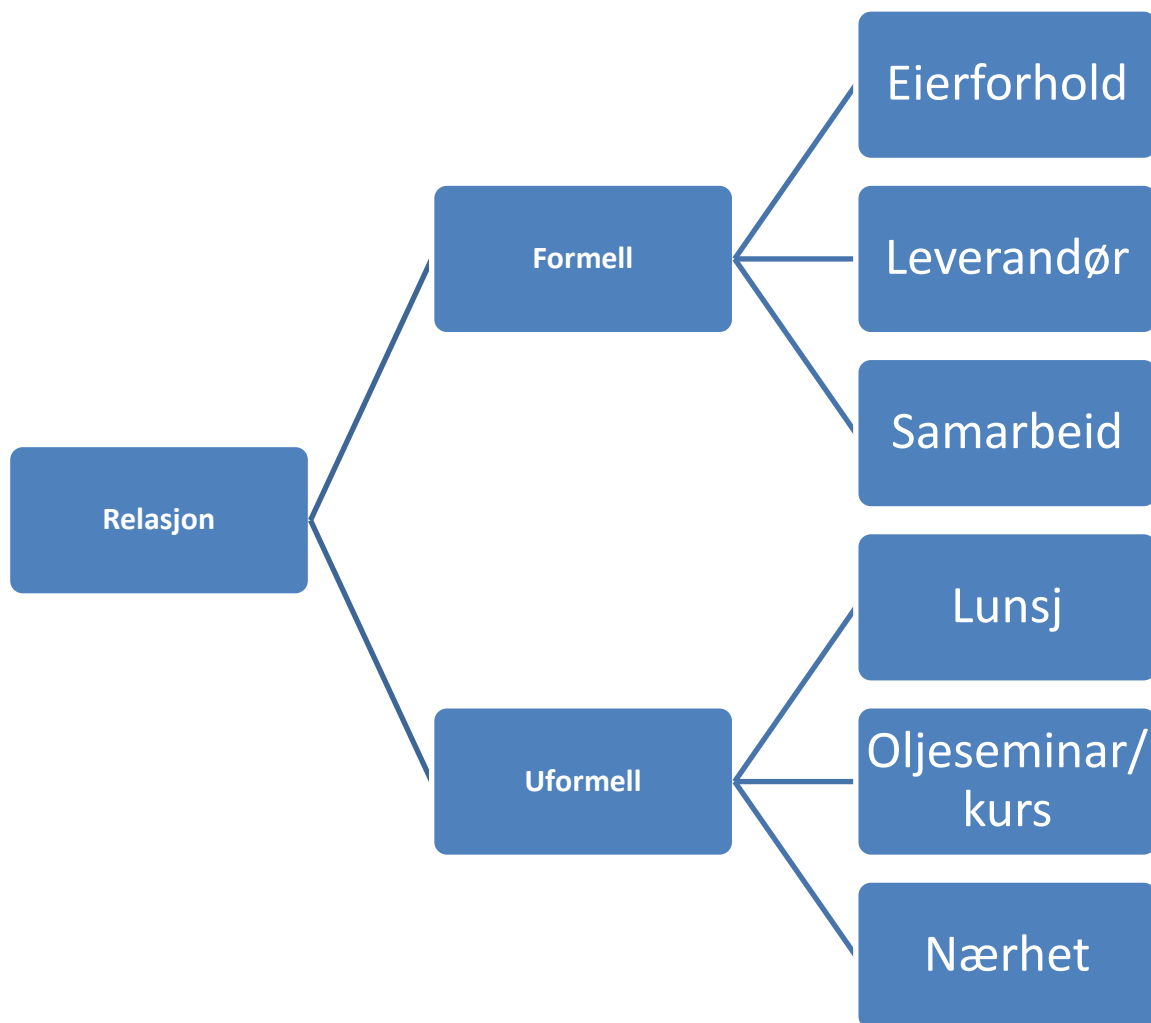 Eierforhold
Formell
Leverandør
Samarbeid
Relasjon
Lunsj
Uformell
Oljeseminar/
kurs
Nærhet